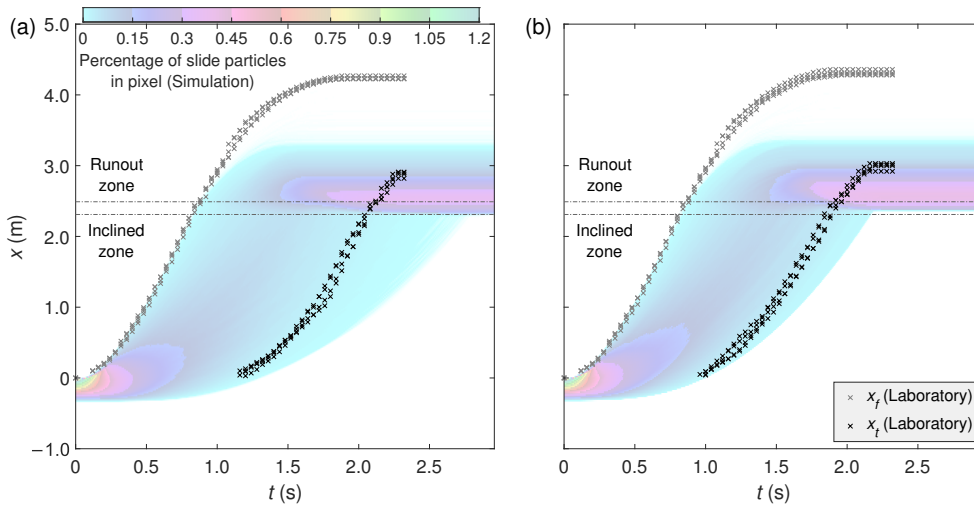 (a)
0 0.15 0.3 0.45 0.6 0.75 0.9 1.05 1.2
Percentage of slide particles
in pixel (Simulation)
5.0
4.0
3.0
2.0
1.0
0
−1.0
x (m)
Runout
zone
Inclined
zone
0 0.5 1.0 1.5 2.0 2.5
t (s)
(b)
Runout
zone
Inclined
zone
x_f (Laboratory)
x_t (Laboratory)
0 0.5 1.0 1.5 2.0 2.5
t (s)